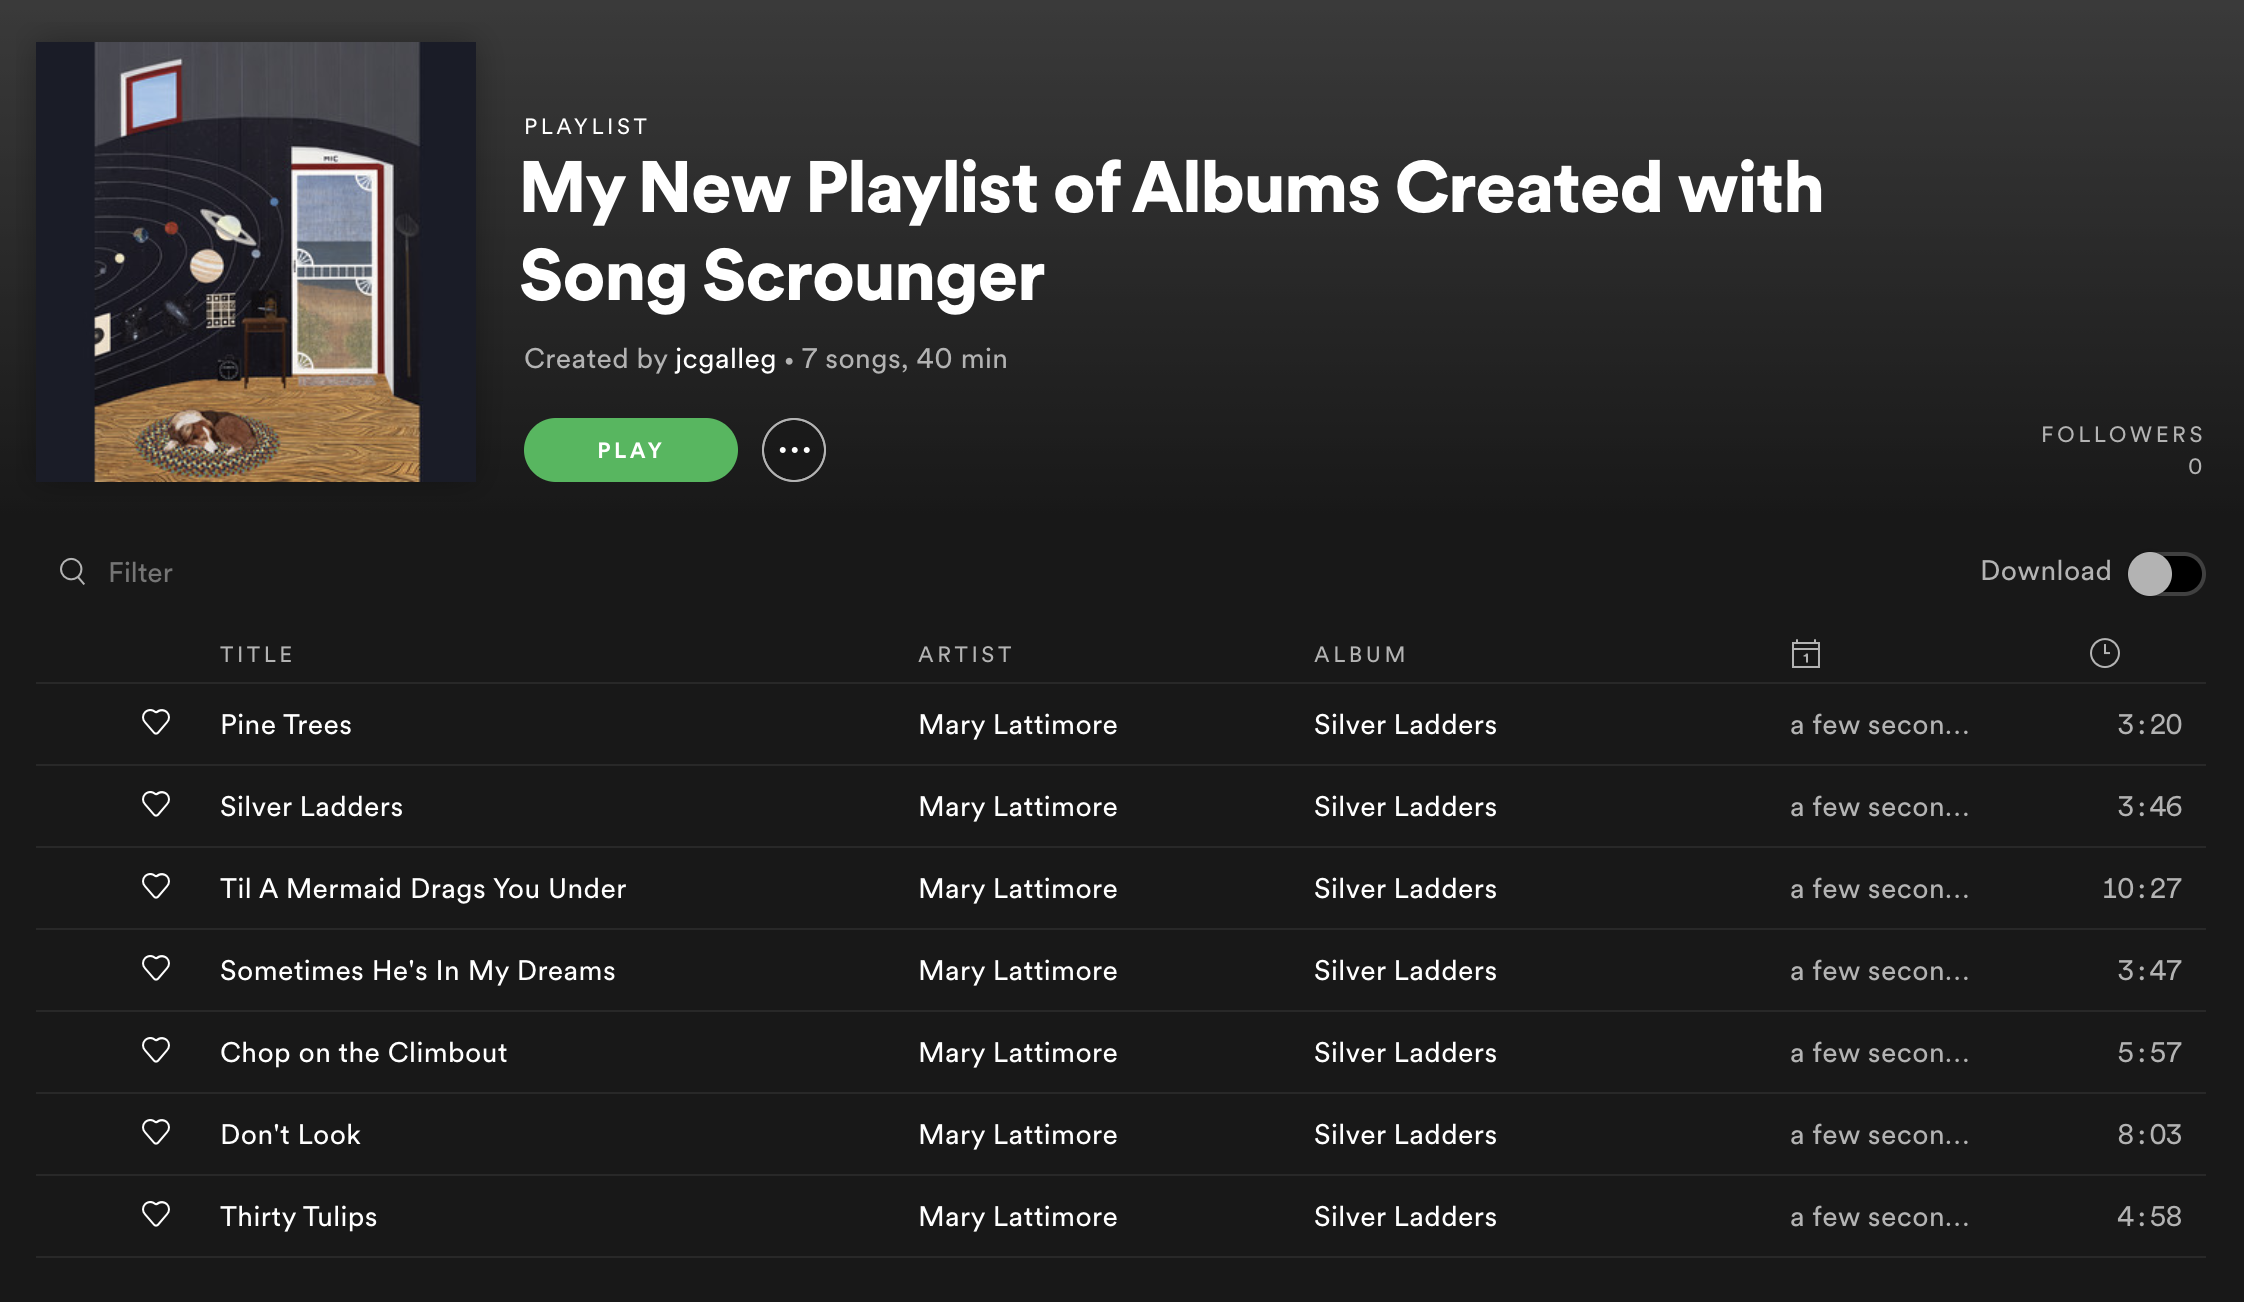 MIC
PLAYLIST
My New Playlist of Albums Created with
Song Scrounger
Created by jcgalleg • 7 songs, 40 min
PLAY
FOLLOWERS
0
Filter
Download
TITLE ARTIST ALBUM 1
Pine Trees Mary Lattimore Silver Ladders a few secon... 3:20
Silver Ladders Mary Lattimore Silver Ladders a few secon... 3:46
Til A Mermaid Drags You Under Mary Lattimore Silver Ladders a few secon... 10:27
Sometimes He's In My Dreams Mary Lattimore Silver Ladders a few secon... 3:47
Chop on the Climbout Mary Lattimore Silver Ladders a few secon... 5:57
Don't Look Mary Lattimore Silver Ladders a few secon... 8:03
Thirty Tulips Mary Lattimore Silver Ladders a few secon... 4:58